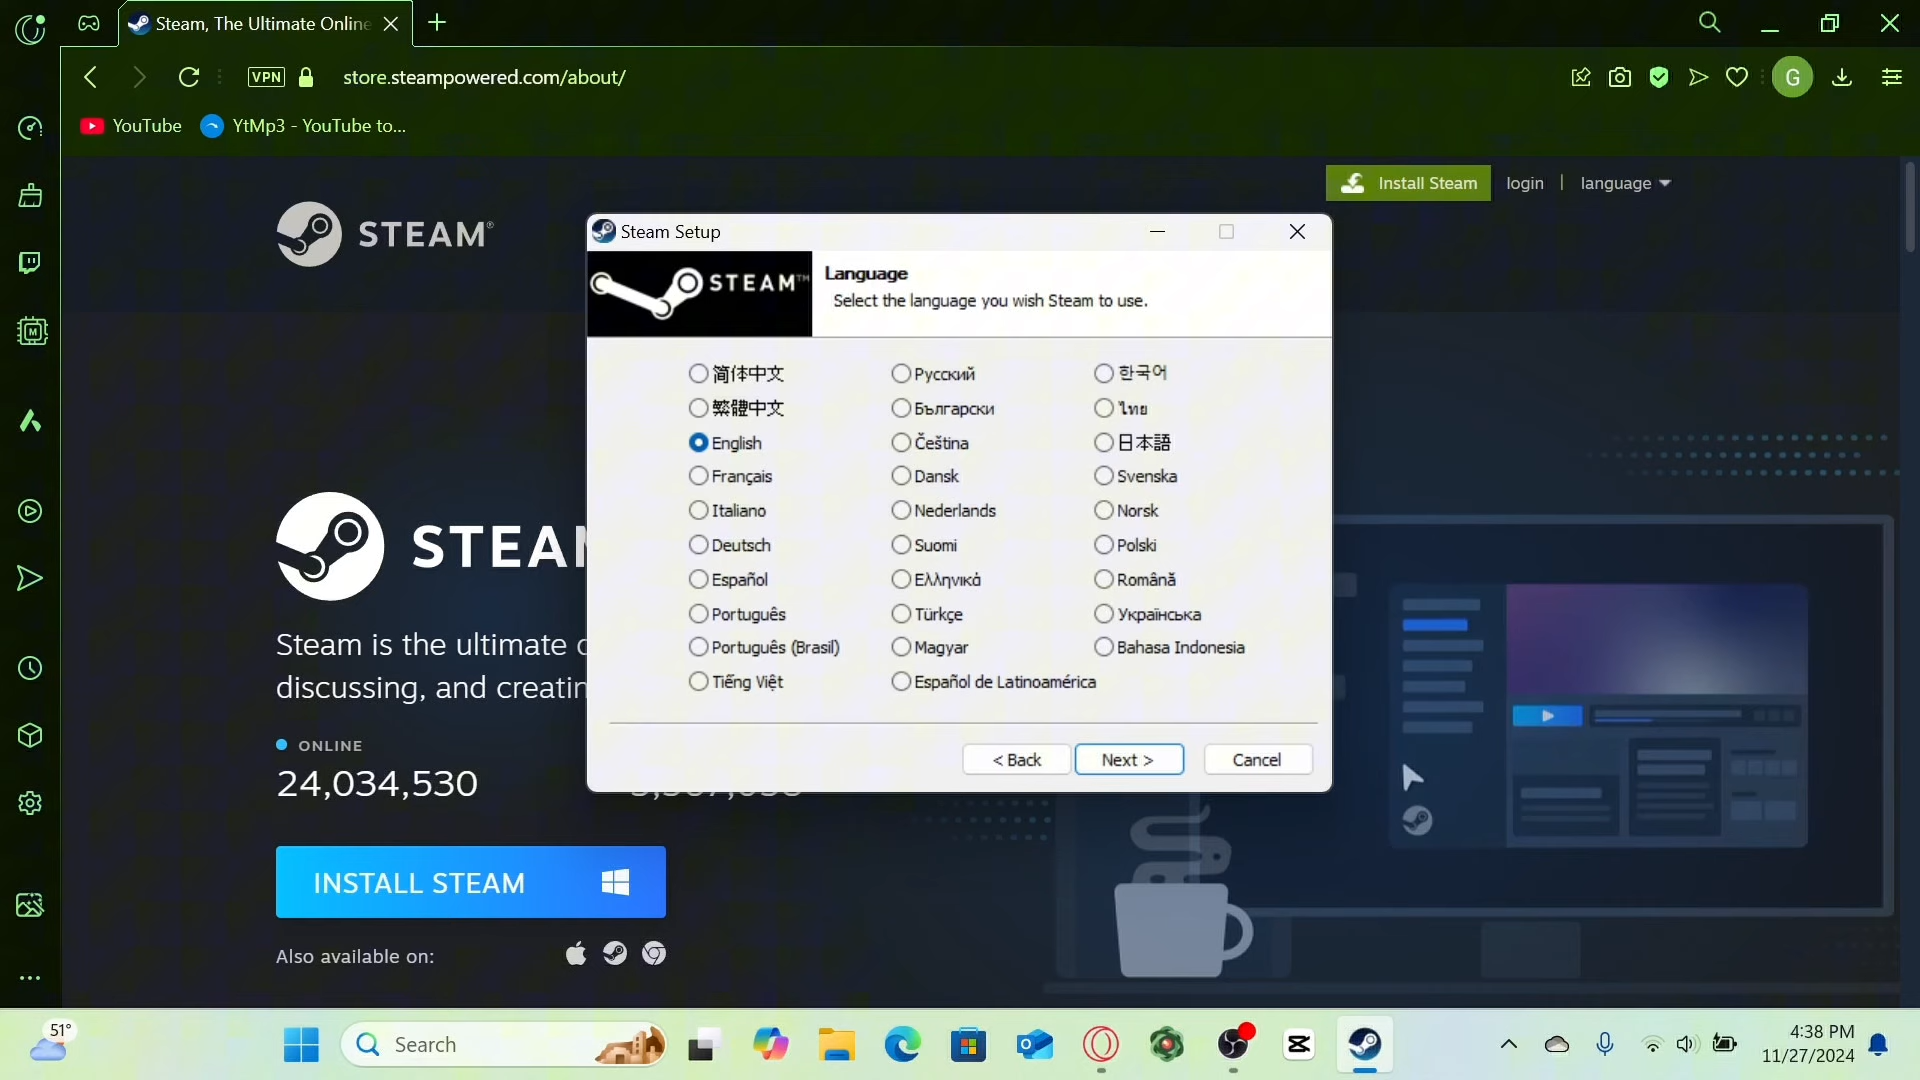 Steam, The Ultimate Online
VPN
store.steampowered.com/about/
G
YouTube
YtMp3 - YouTube to...
Install Steam
login
language
STEAM®
Steam Setup
STEAM™
Language
Select the language you wish Steam to use.
简体中文
Русский
한국어
繁體中文
Български
ไทย
English
Čeština
日本語
Français
Dansk
Svenska
Italiano
Nederlands
Norsk
Deutsch
Suomi
Polski
Español
Ελληνικά
Română
Português
Türkçe
Українська
Português (Brasil)
Magyar
Bahasa Indonesia
Tiếng Việt
Español de Latinoamérica
< Back
Next >
Cancel
STEAM
Steam is the ultimate
discussing, and creatin
ONLINE
24,034,530
INSTALL STEAM
Also available on:
51°
Search
4:38 PM
11/27/2024